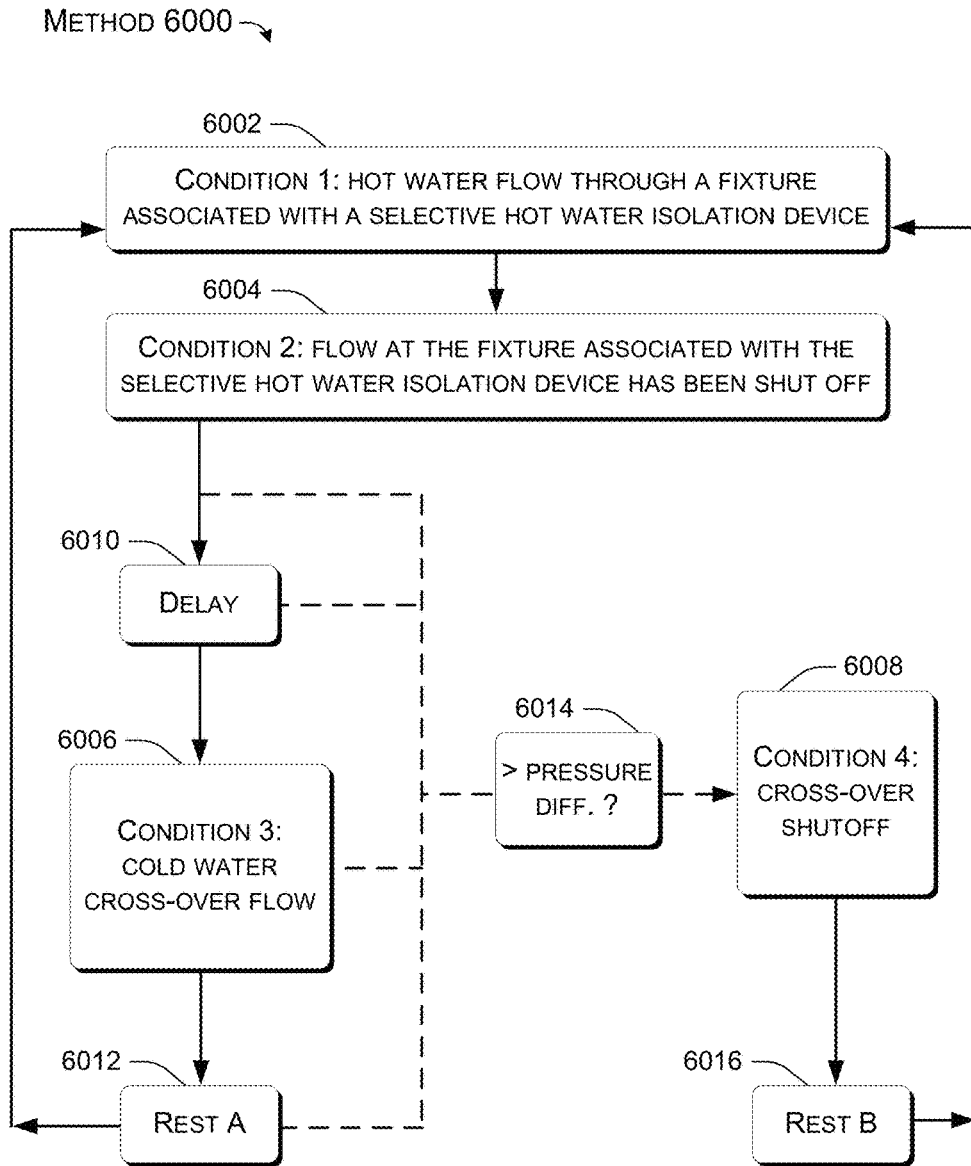 METHOD 6000
6002
CONDITION 1: HOT WATER FLOW THROUGH A FIXTURE
ASSOCIATED WITH A SELECTIVE HOT WATER ISOLATION DEVICE
6004
CONDITION 2: FLOW AT THE FIXTURE ASSOCIATED WITH THE
SELECTIVE HOT WATER ISOLATION DEVICE HAS BEEN SHUT OFF
6010
DELAY
6006
CONDITION 3:
COLD WATER
CROSS-OVER FLOW
6014
> PRESSURE
DIFF. ?
6008
CONDITION 4:
CROSS-OVER
SHUTOFF
6012
REST A
6016
REST B